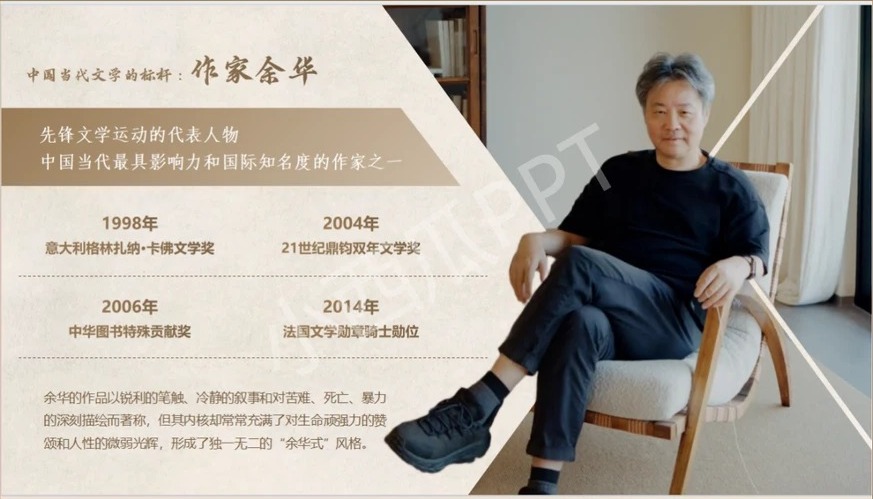 中国当代文学的标杆：作家余华
先锋文学运动的代表人物
中国当代最具影响力和国际知名度的作家之一
1998年
意大利格林扎纳·卡佛文学奖
2004年
21世纪鼎钧双年文学奖
2006年
中华图书特殊贡献奖
2014年
法国文学勋章骑士勋位
余华的作品以锐利的笔触、冷静的叙事和对苦难、死亡、暴力
的深刻描绘而著称，但其内核却常常充满了对生命顽强力的赞
颂和人性的微弱光辉，形成了独一无二的“余华式”风格。
小西瓜PPT